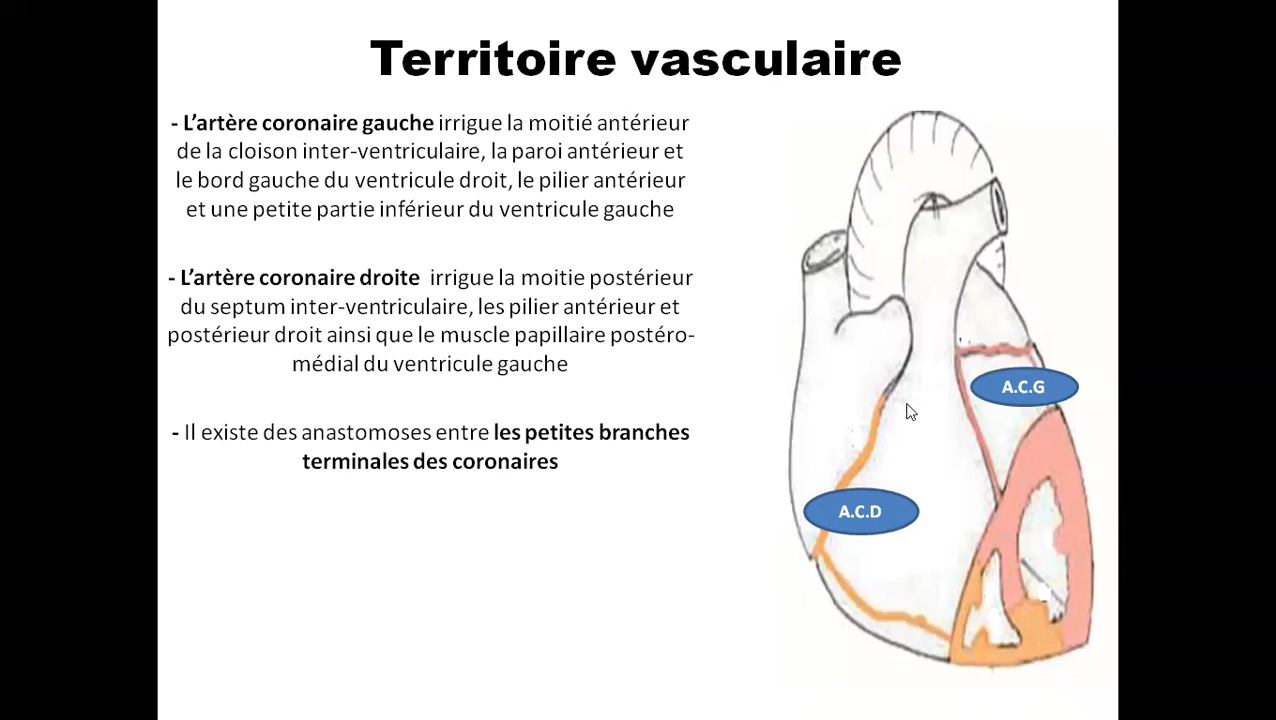 Territoire vasculaire
- L'artère coronaire gauche irrigue la moitié antérieur
de la cloison inter-ventriculaire, la paroi antérieur et
le bord gauche du ventricule droit, le pilier antérieur
et une petite partie inférieur du ventricule gauche
- L'artère coronaire droite irrigue la moitie postérieur
du septum inter-ventriculaire, les pilier antérieur et
postérieur droit ainsi que le muscle papillaire postéro-
médial du ventricule gauche
- Il existe des anastomoses entre les petites branches
terminales des coronaires
A.C.G
A.C.D